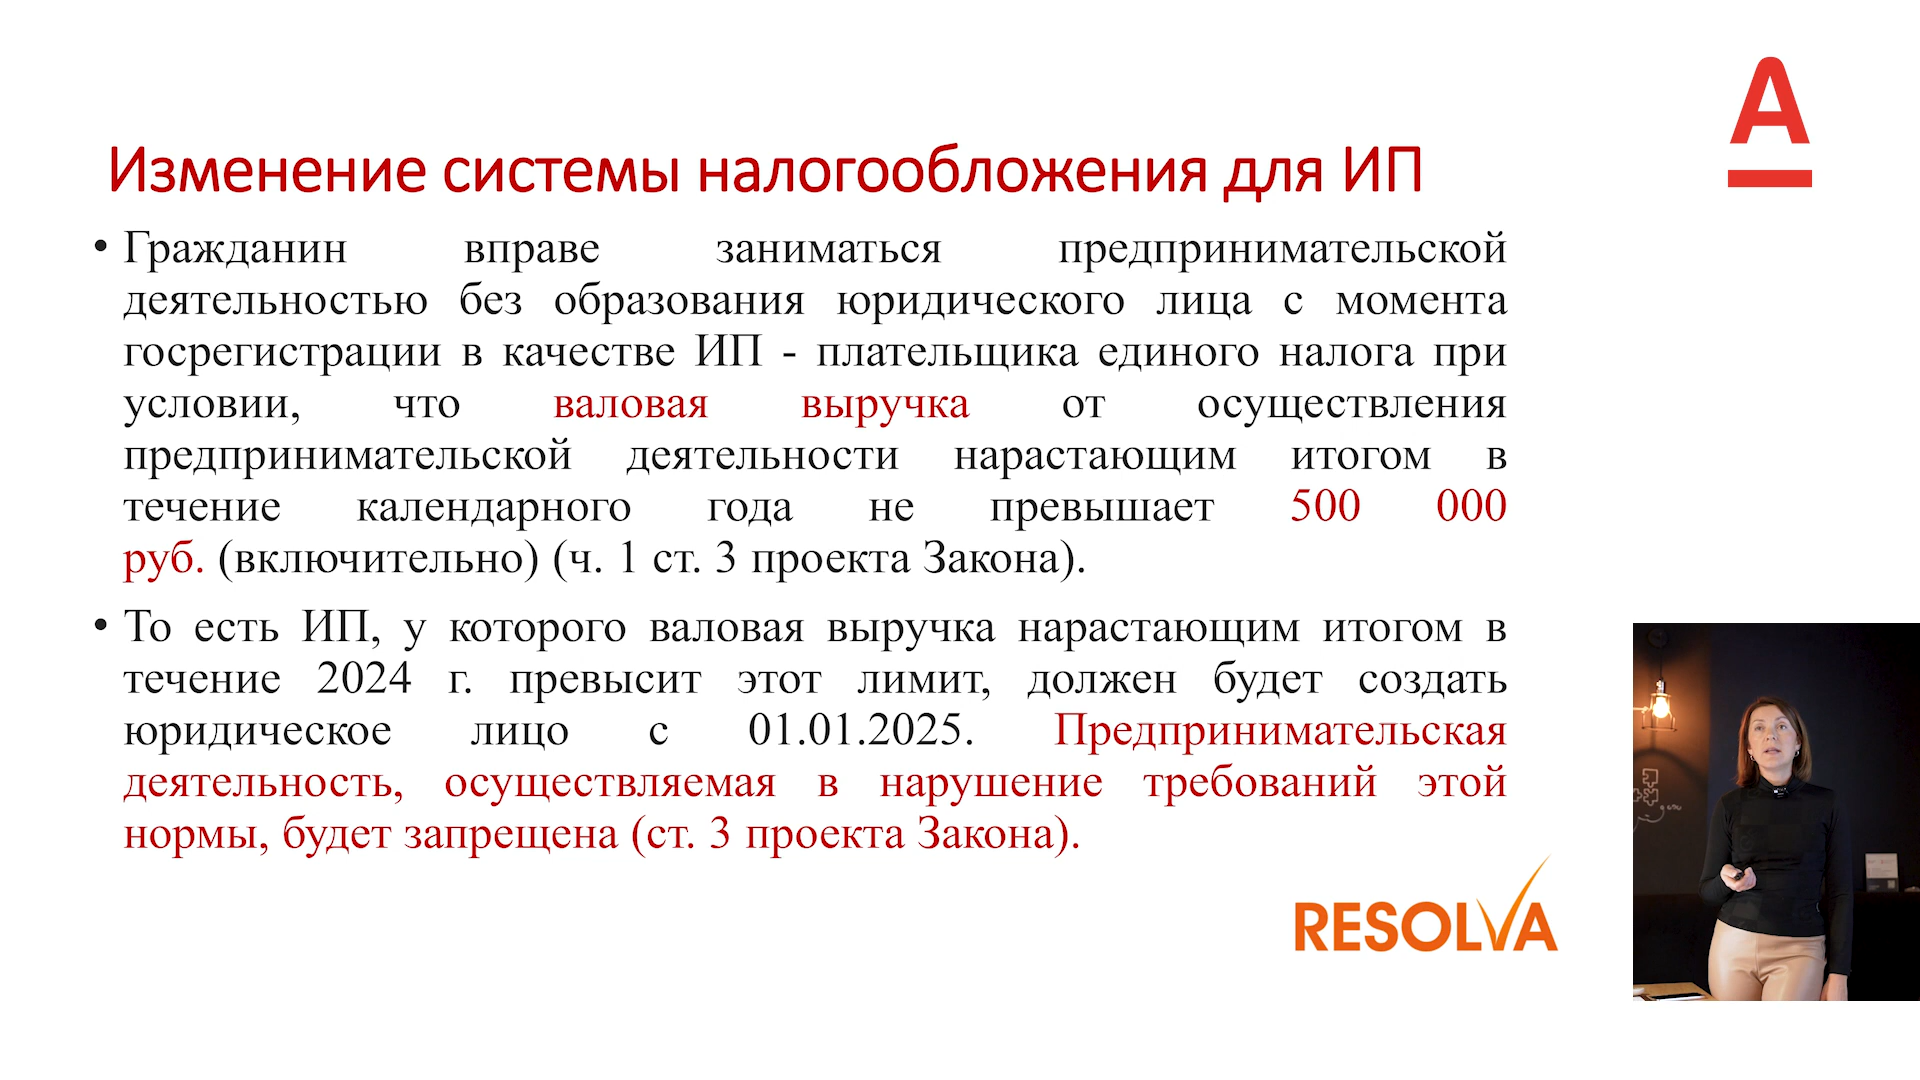 А
Изменение системы налогообложения для ИП
• Гражданин вправе заниматься предпринимательской
деятельностью без образования юридического лица с момента
госрегистрации в качестве ИП - плательщика единого налога при
условии, что валовая выручка от осуществления
предпринимательской деятельности нарастающим итогом в
течение календарного года не превышает 500 000
руб. (включительно) (ч. 1 ст. 3 проекта Закона).
• То есть ИП, у которого валовая выручка нарастающим итогом в
течение 2024 г. превысит этот лимит, должен будет создать
юридическое лицо с 01.01.2025. Предпринимательская
деятельность, осуществляемая в нарушение требований этой
нормы, будет запрещена (ст. 3 проекта Закона).
RESOLVA